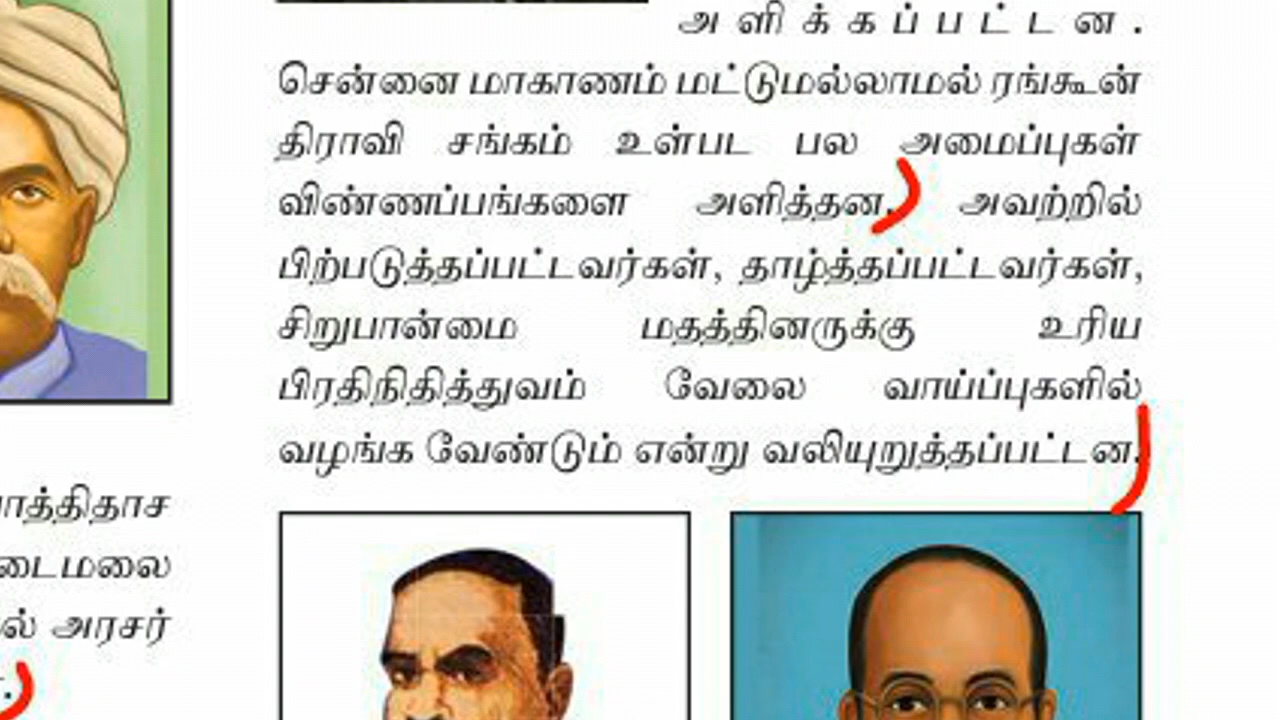 அளிக்கப்பட்டன.
சென்னை மாகாணம் மட்டுமல்லாமல் ரங்கூன்
திராவி சங்கம் உள்பட பல அமைப்புகள்
விண்ணப்பங்களை அளித்தன. அவற்றில்
பிற்படுத்தப்பட்டவர்கள், தாழ்த்தப்பட்டவர்கள்,
சிறுபான்மை மதத்தினருக்கு உரிய
பிரதிநிதித்துவம் வேலை வாய்ப்புகளில்
வழங்க வேண்டும் என்று வலியுறுத்தப்பட்டன.
அரசர்